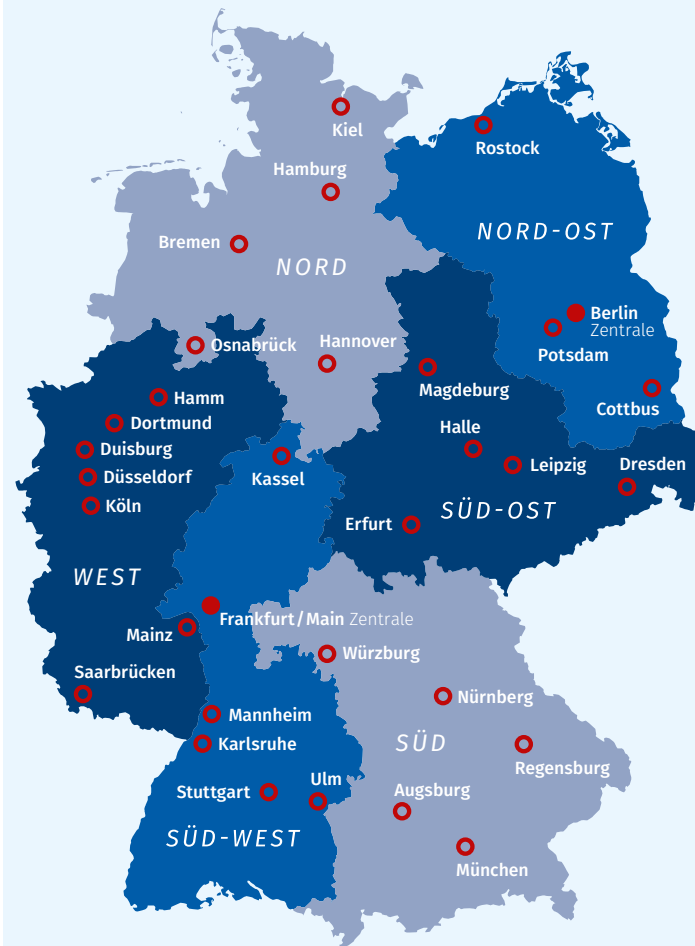 Kiel
Rostock
Hamburg
NORD-OST
Bremen
NORD
Berlin
Zentrale
Osnabrück
Hannover
Potsdam
Magdeburg
Hamm
Cottbus
Dortmund
Halle
Duisburg
Leipzig
Dresden
Düsseldorf
Kassel
Köln
SÜD-OST
Erfurt
WEST
Frankfurt/Main Zentrale
Mainz
Würzburg
Saarbrücken
Nürnberg
Mannheim
Karlsruhe
SÜD
Regensburg
Ulm
Stuttgart
Augsburg
SÜD-WEST
München